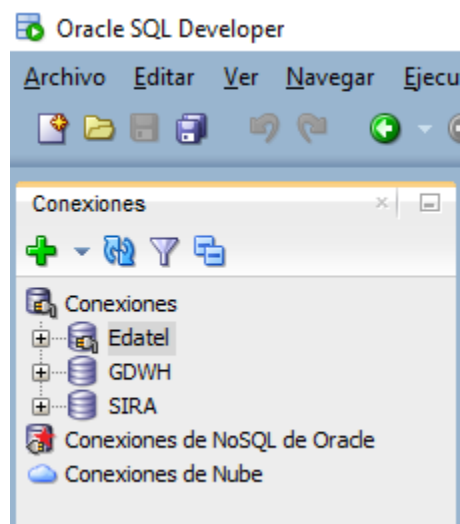 Oracle SQL Developer
Archivo Editar Ver Navegar
Conexiones
Conexiones
Edatel
GDWH
SIRA
Conexiones de NoSQL de Oracle
Conexiones de Nube